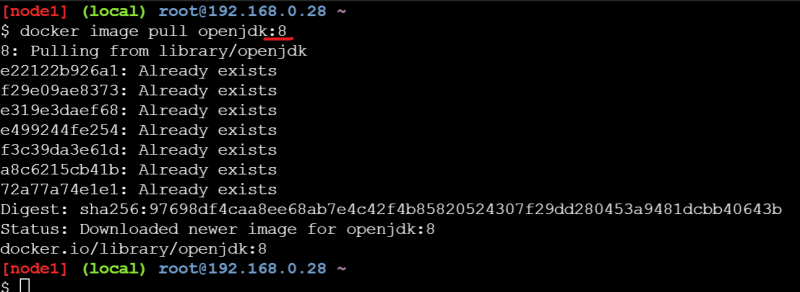 [node1] (local) root@192.168.0.28 ~
$ docker image pull openjdk:8
8: Pulling from library/openjdk
e22122b926a1: Already exists
f29e09ae8373: Already exists
e319e3daef68: Already exists
e499244fe254: Already exists
f3c39da3e61d: Already exists
a8c6215cb41b: Already exists
72a77a74e1e1: Already exists
Digest: sha256:97698df4caa8ee68ab7e4c42f4b85820524307f29dd280453a9481dcbb40643b
Status: Downloaded newer image for openjdk:8
docker.io/library/openjdk:8
[node1] (local) root@192.168.0.28 ~
$